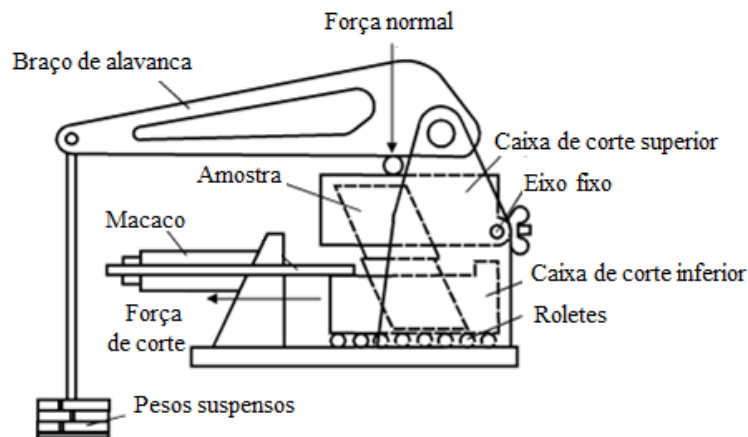 Força normal
Braço de alavanca
Caixa de corte superior
Amostra
Eixo fixo
Macaco
Caixa de corte inferior
Força
de corte
Roletes
Pesos suspensos